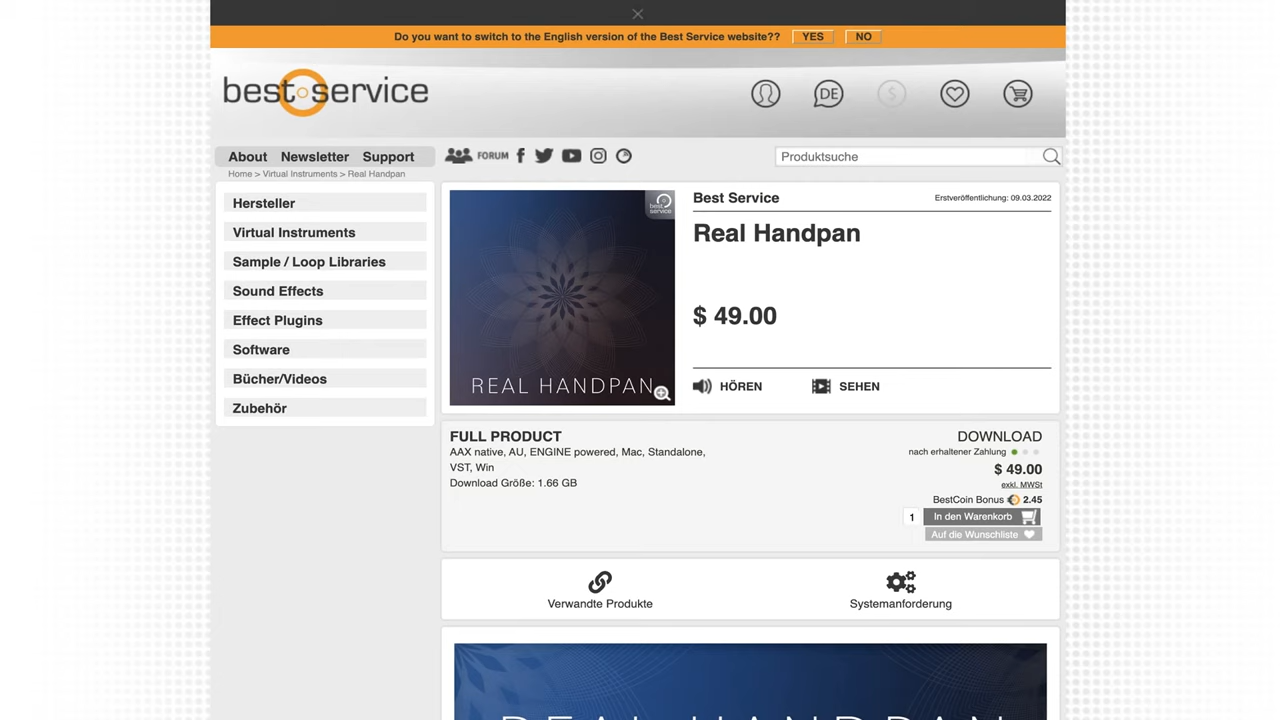 Do you want to switch to the English version of the Best Service website?? YES NO
best service
DE
$
About Newsletter Support
FORUM
Produktsuche
Home > Virtual Instruments > Real Handpan
Hersteller
Virtual Instruments
Sample / Loop Libraries
Sound Effects
Effect Plugins
Software
Bücher/Videos
Zubehör
best
service
REAL HANDPAN
Best Service
Erstveröffentlichung: 09.03.2022
Real Handpan
$ 49.00
HÖREN
SEHEN
FULL PRODUCT
AAX native, AU, ENGINE powered, Mac, Standalone,
VST, Win
Download Größe: 1.66 GB
DOWNLOAD
nach erhaltener Zahlung
$ 49.00
exkl. MWSt
BestCoin Bonus 2.45
1 In den Warenkorb
Auf die Wunschliste
Verwandte Produkte
Systemanforderung
REAL HANDPAN